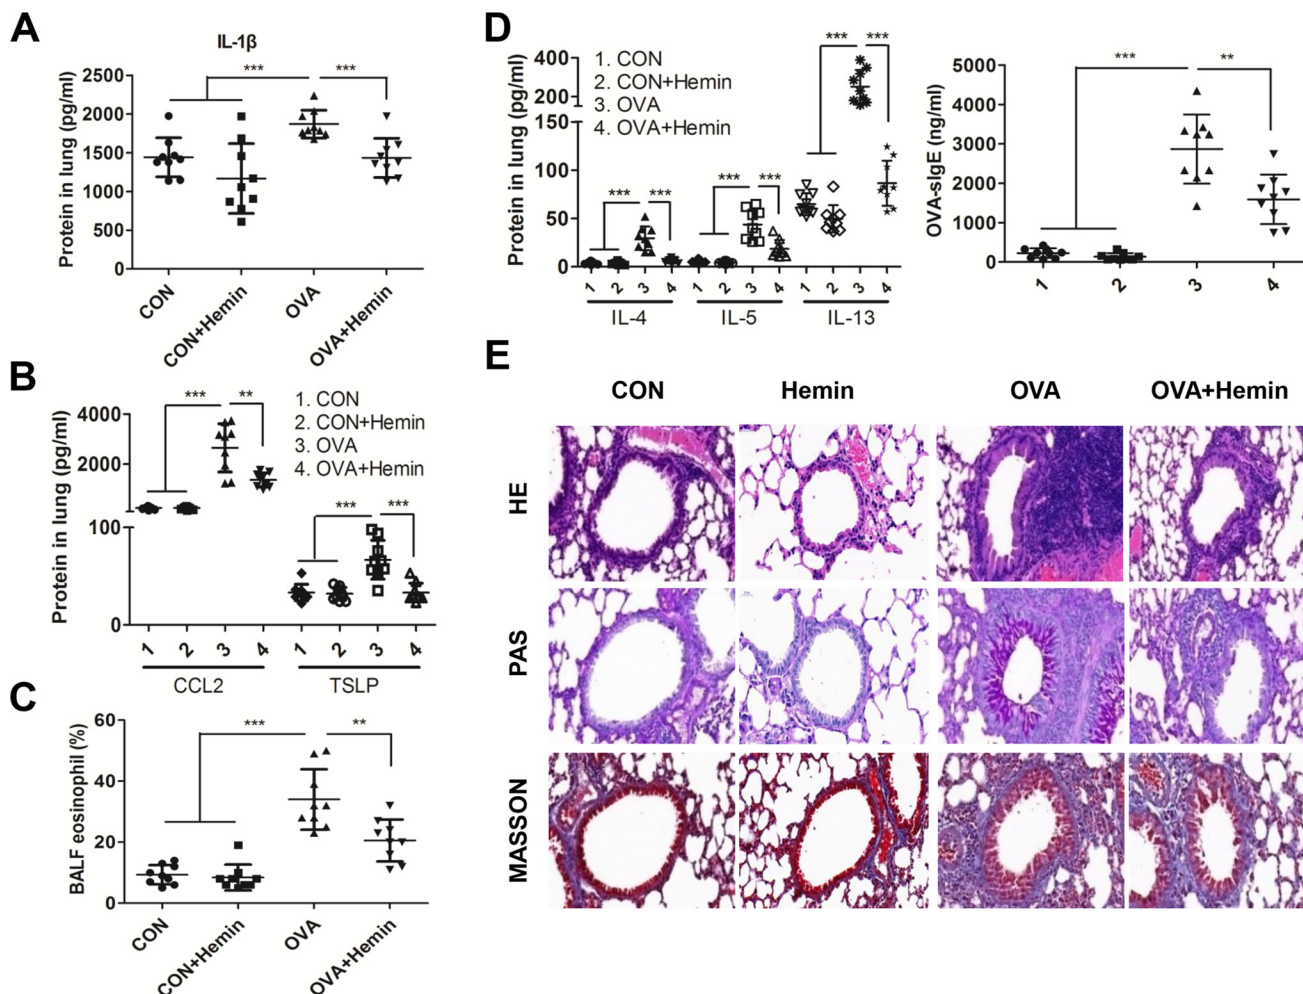 A
IL-1β
Protein in lung (pg/ml)
2500
2000
1500
1000
500
0
*** ***
CON
CON+Hemin
OVA
OVA+Hemin
B
Protein in lung (pg/ml)
4000
2000
100
50
0
*** **
*** ***
1. CON
2. CON+Hemin
3. OVA
4. OVA+Hemin
1 2 3 4 1 2 3 4
CCL2 TSLP
C
BALF eosinophil (%)
60
40
20
0
*** **
CON
CON+Hemin
OVA
OVA+Hemin
D
Protein in lung (pg/ml)
400
300
200
100
150
100
50
0
1. CON
2. CON+Hemin
3. OVA
4. OVA+Hemin
*** ***
*** ***
*** ***
1 2 3 4 1 2 3 4 1 2 3 4
IL-4 IL-5 IL-13
OVA-sIgE (ng/ml)
5000
4000
3000
2000
1000
0
*** **
1 2 3 4
E
CON Hemin OVA OVA+Hemin
HE
PAS
MASSON